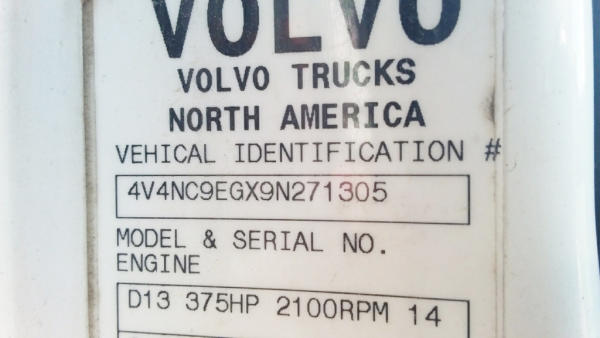 VOLVO
VOLVO TRUCKS
NORTH AMERICA
VEHICAL IDENTIFICATION #
4V4NC9EGX9N271305
MODEL & SERIAL NO.
ENGINE
D13 375HP 2100RPM 14